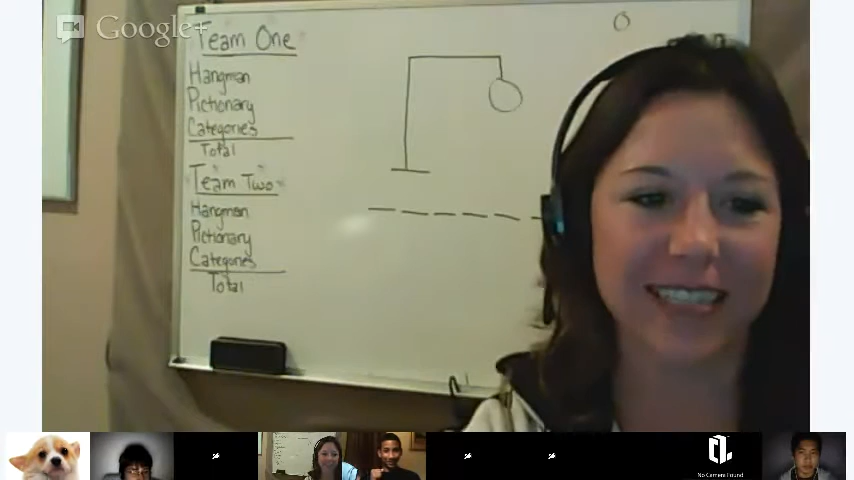 Google+
Team One
O
Hangman
Pictionary
Categories
Total
"Team Two"
Hangman
Pictionary
Categories
Total
No Camera Found